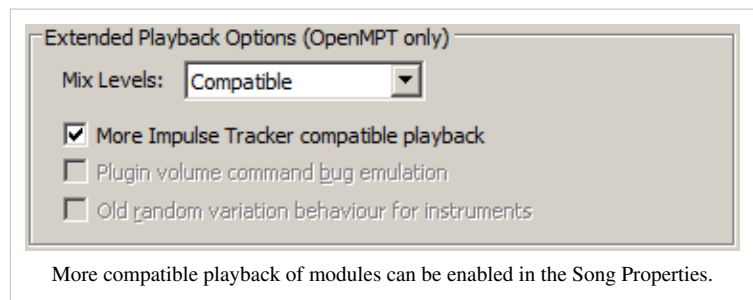 Extended Playback Options (OpenMPT only)
Mix Levels: Compatible
More Impulse Tracker compatible playback
Plugin volume command bug emulation
Old random variation behaviour for instruments
More compatible playback of modules can be enabled in the Song Properties.